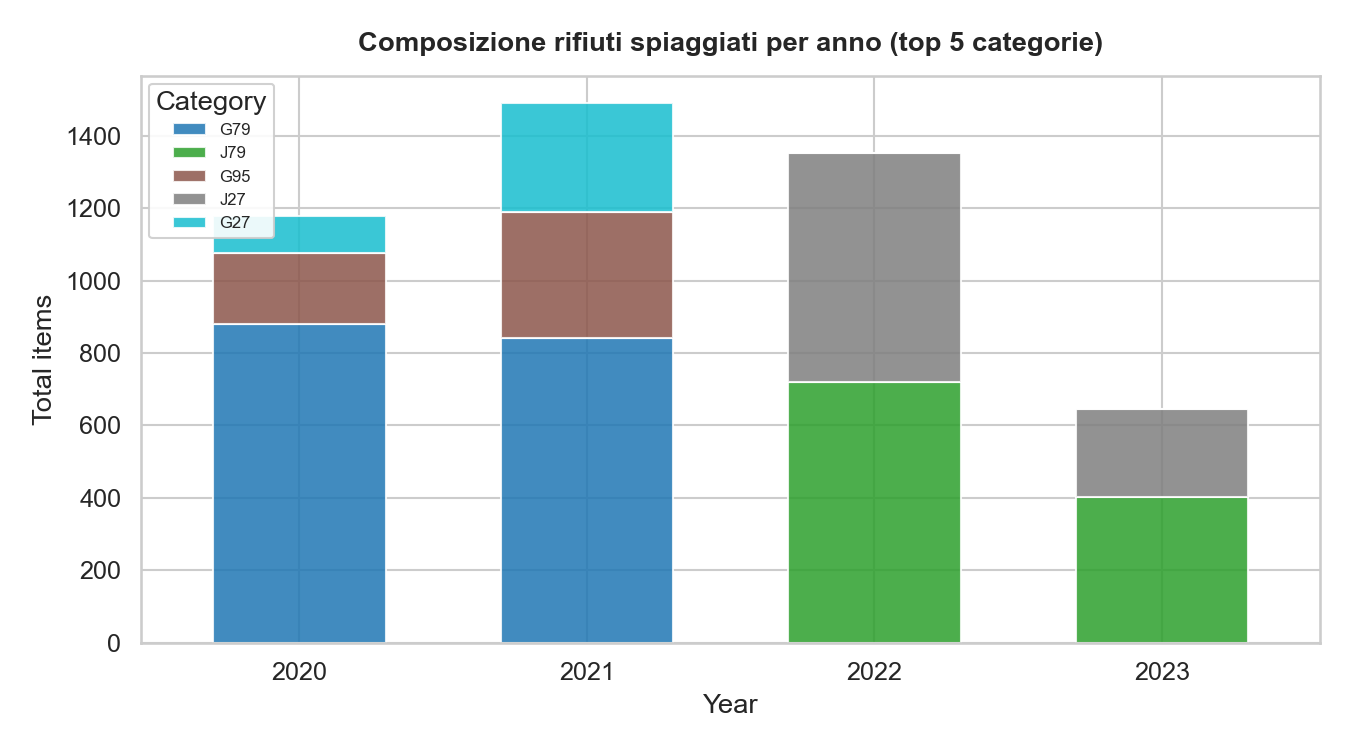 Composizione rifiuti spiaggiati per anno (top 5 categorie)
Category
G79
J79
G95
J27
G27
1400
1200
1000
800
600
400
200
0
Total items
2020
2021
2022
2023
Year